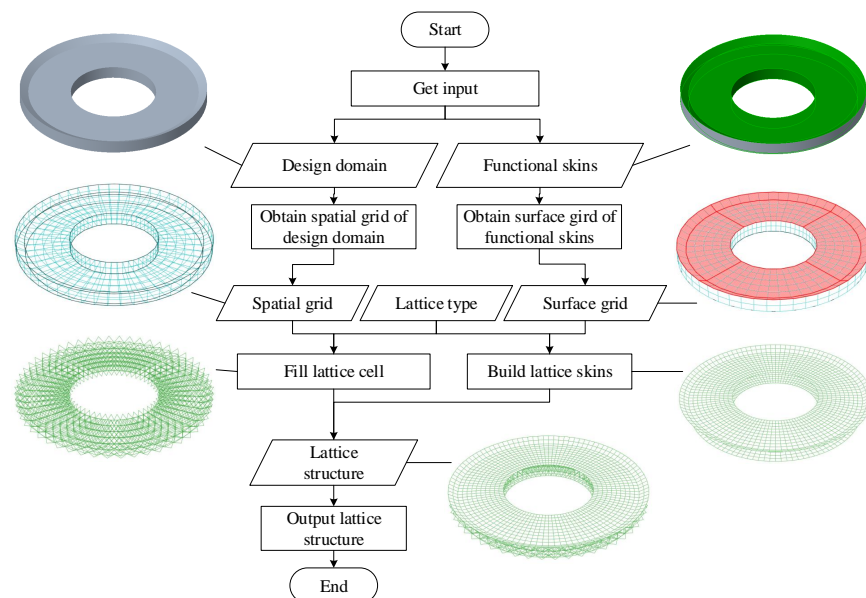 Start
Get input
Design domain
Functional skins
Obtain spatial grid of
design domain
Obtain surface gird of
functional skins
Spatial grid
Lattice type
Surface grid
Fill lattice cell
Build lattice skins
Lattice
structure
Output lattice
structure
End